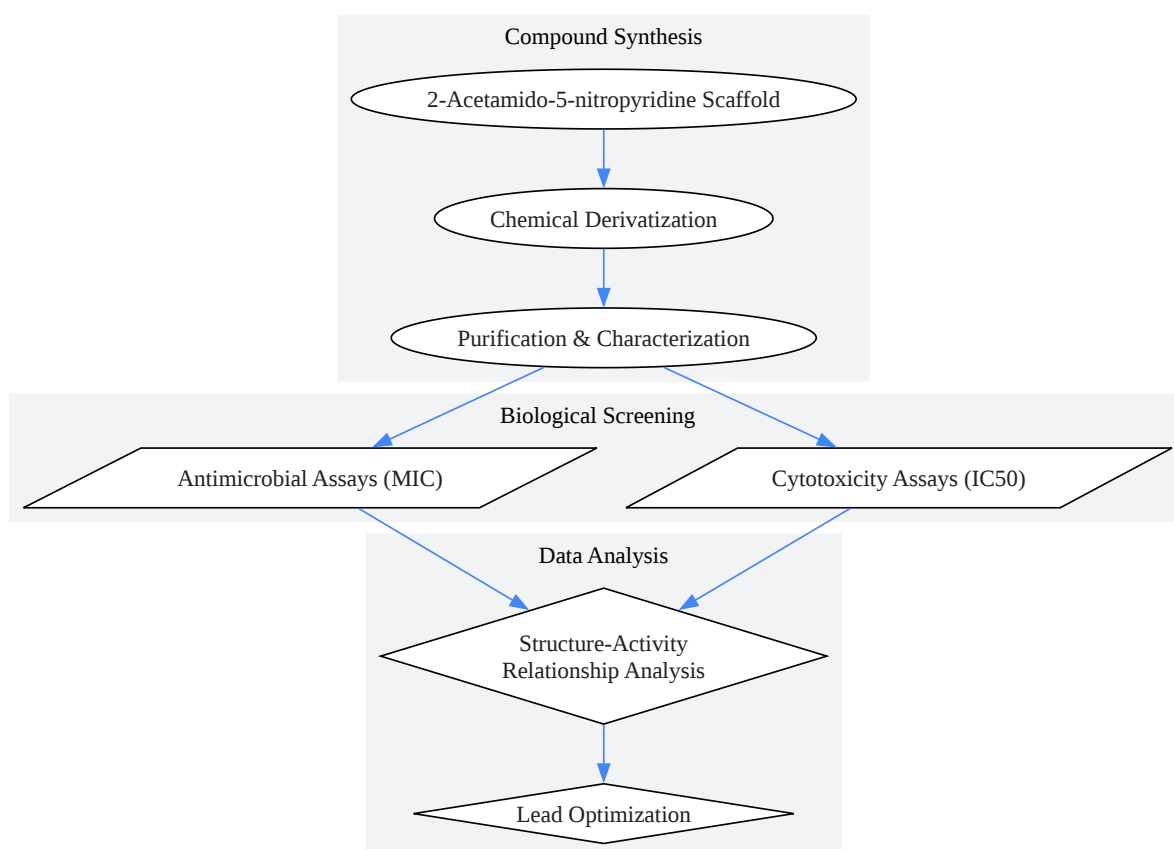 Compound Synthesis
2-Acetamido-5-nitropyridine Scaffold
Chemical Derivatization
Purification & Characterization
Biological Screening
Antimicrobial Assays (MIC)
Cytotoxicity Assays (IC50)
Data Analysis
Structure-Activity
Relationship Analysis
Lead Optimization